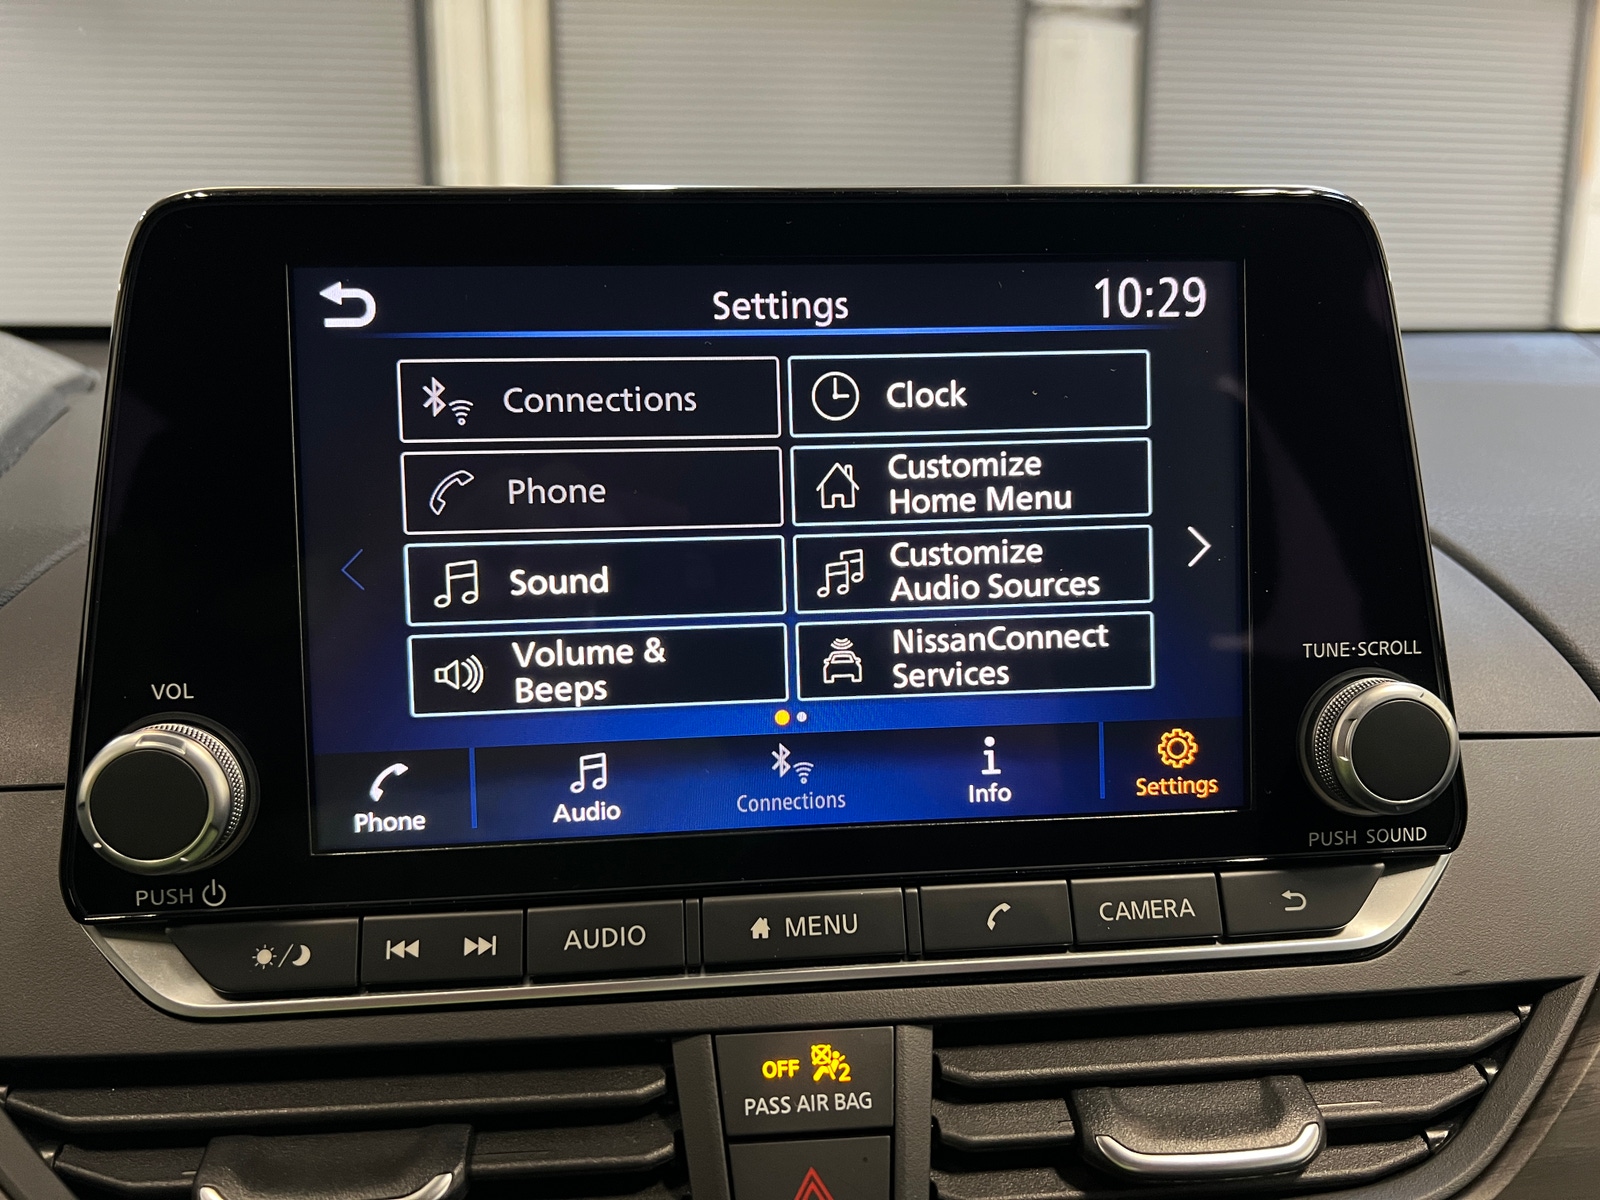 Settings
10:29
Connections
Clock
Phone
Customize
Home Menu
Sound
Customize
Audio Sources
Volume &
Beeps
NissanConnect
Services
Phone
Audio
Connections
Info
Settings
VOL
PUSH
TUNE·SCROLL
PUSH SOUND
AUDIO
MENU
CAMERA
OFF 2
PASS AIR BAG